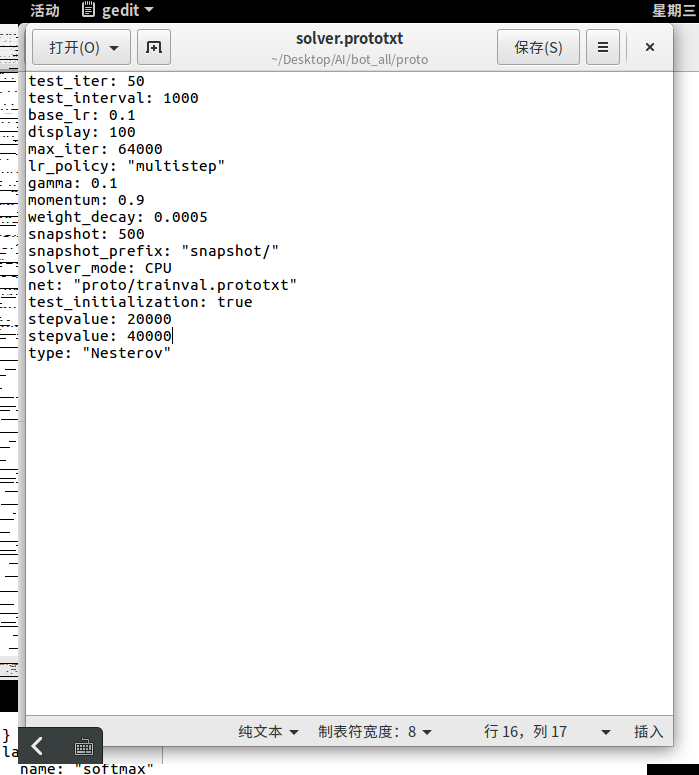 活动 gedit 星期三
打开(O) solver.prototxt 保存(S)
~/Desktop/AI/bot_all/proto
test_iter: 50
test_interval: 1000
base_lr: 0.1
display: 100
max_iter: 64000
lr_policy: "multistep"
gamma: 0.1
momentum: 0.9
weight_decay: 0.0005
snapshot: 500
snapshot_prefix: "snapshot/"
solver_mode: CPU
net: "proto/trainval.prototxt"
test_initialization: true
stepvalue: 20000
stepvalue: 40000
type: "Nesterov"
纯文本 制表符宽度：8 行 16，列 17 插入
}
la
name: "softmax"